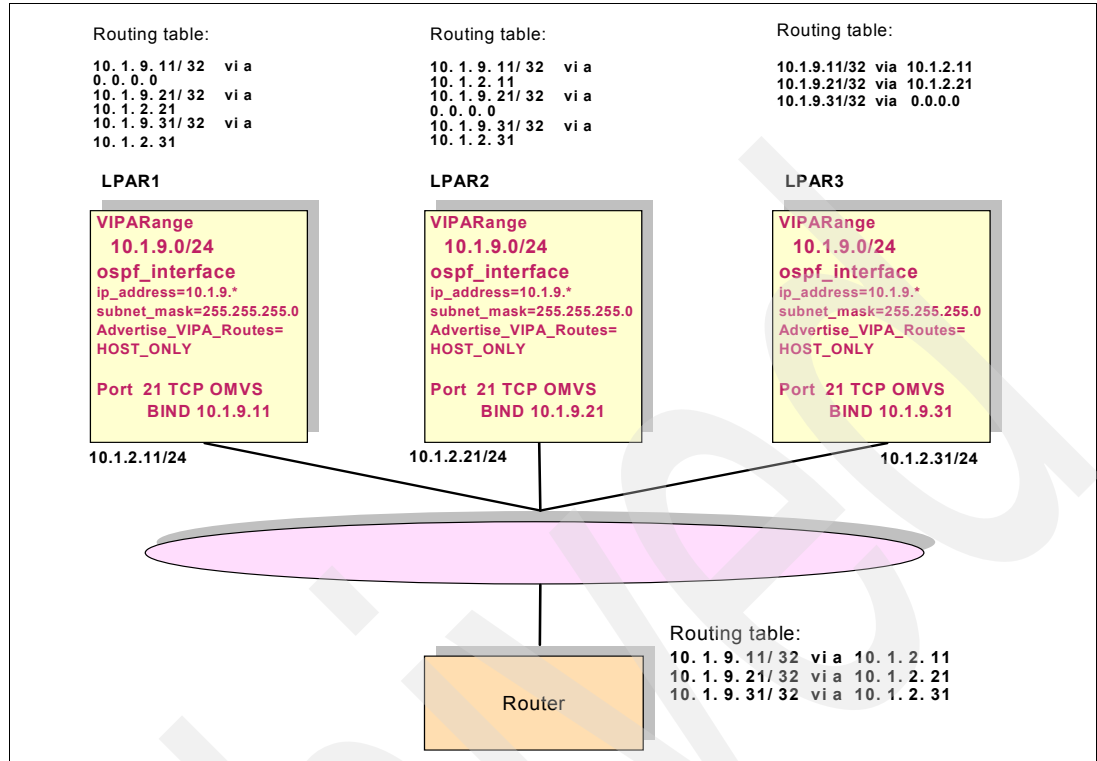 Routing table:
10. 1. 9. 11/ 32 vi a
0. 0. 0. 0
10. 1. 9. 21/ 32 vi a
10. 1. 2. 21
10. 1. 9. 31/ 32 vi a
10. 1. 2. 31
Routing table:
10. 1. 9. 11/ 32 vi a
10. 1. 2. 11
10. 1. 9. 21/ 32 vi a
0. 0. 0. 0
10. 1. 9. 31/ 32 vi a
10. 1. 2. 31
Routing table:
10.1.9.11/32 via 10.1.2.11
10.1.9.21/32 via 10.1.2.21
10.1.9.31/32 via 0.0.0.0
LPAR1
VIPARange
10.1.9.0/24
ospf_interface
ip_address=10.1.9.*
subnet_mask=255.255.255.0
Advertise_VIPA_Routes=
HOST_ONLY
Port 21 TCP OMVS
BIND 10.1.9.11
10.1.2.11/24
LPAR2
VIPARange
10.1.9.0/24
ospf_interface
ip_address=10.1.9.*
subnet_mask=255.255.255.0
Advertise_VIPA_Routes=
HOST_ONLY
Port 21 TCP OMVS
BIND 10.1.9.21
10.1.2.21/24
LPAR3
VIPARange
10.1.9.0/24
ospf_interface
ip_address=10.1.9.*
subnet_mask=255.255.255.0
Advertise_VIPA_Routes=
HOST_ONLY
Port 21 TCP OMVS
BIND 10.1.9.31
10.1.2.31/24
Router
Routing table:
10. 1. 9. 11/ 32 vi a 10. 1. 2. 11
10. 1. 9. 21/ 32 vi a 10. 1. 2. 21
10. 1. 9. 31/ 32 vi a 10. 1. 2. 31